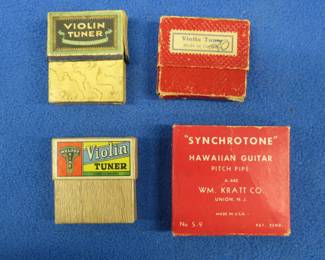 VIOLIN
TUNER
Violin Tuner
Violin
TUNER
"SYNCHROTONE"
HAWAIIAN GUITAR
PITCH PIPE
WM. KRATT CO.
UNION, N. J.
MADE IN U.S.A.
No S-9
PAT. PEND.